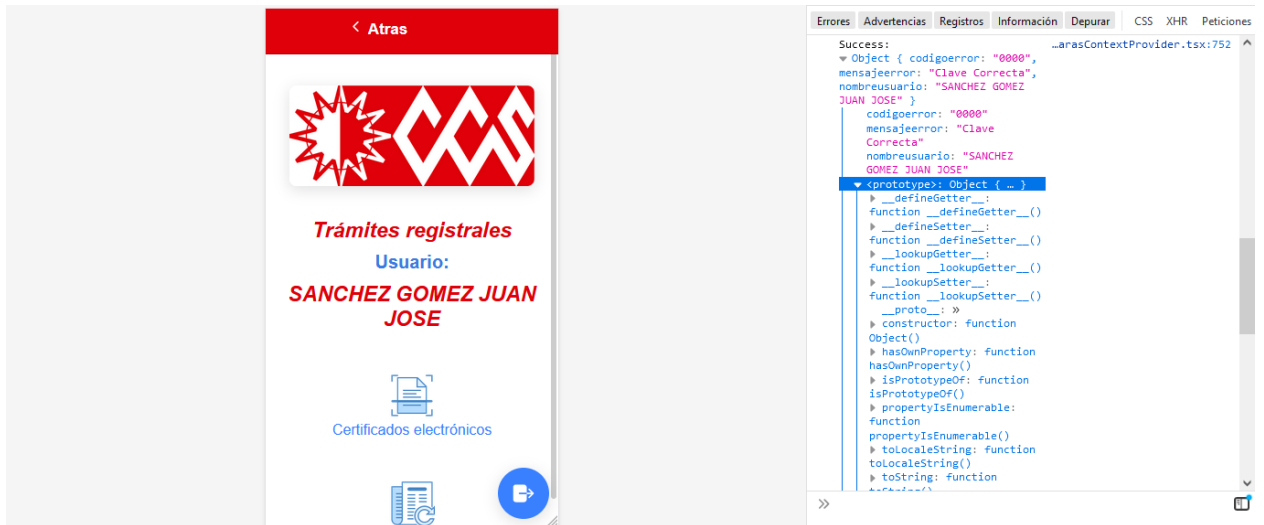 Atras
CCS
Trámites registrales
Usuario:
SANCHEZ GOMEZ JUAN
JOSE
Certificados electrónicos
Errores Advertencias Registros Información Depurar CSS XHR Peticiones
Success: …arasContextProvider.tsx:752
Object { codigoerror: "0000",
mensajeerror: "Clave Correcta",
nombreusuario: "SANCHEZ GOMEZ
JUAN JOSE" }
codigoerror: "0000"
mensajeerror: "Clave
Correcta"
nombreusuario: "SANCHEZ
GOMEZ JUAN JOSE"
<prototype>: Object { … }
__defineGetter__:
function __defineGetter__()
__defineSetter__:
function __defineSetter__()
__lookupGetter__:
function __lookupGetter__()
__lookupSetter__:
function __lookupSetter__()
__proto__: »
constructor: function
Object()
hasOwnProperty: function
hasOwnProperty()
isPrototypeOf: function
isPrototypeOf()
propertyIsEnumerable:
function
propertyIsEnumerable()
toLocaleString: function
toLocaleString()
toString: function